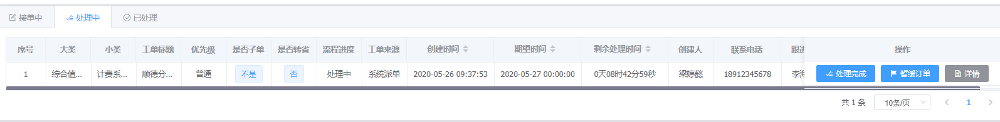 接单中 处理中 已处理
序号 大类 小类 工单标题 优先级 是否子单 是否转省 流程进度 工单来源 创建时间 期望时间 剩余处理时间 创建人 联系电话 跟进 操作
1 综合值... 计费系... 顺德分... 普通 不是 否 处理中 系统派单 2020-05-26 09:37:53 2020-05-27 00:00:00 0天08时42分59秒 梁婷懿 18912345678 李海 处理完成 暂缓订单 详情
共 1 条 10条/页 1